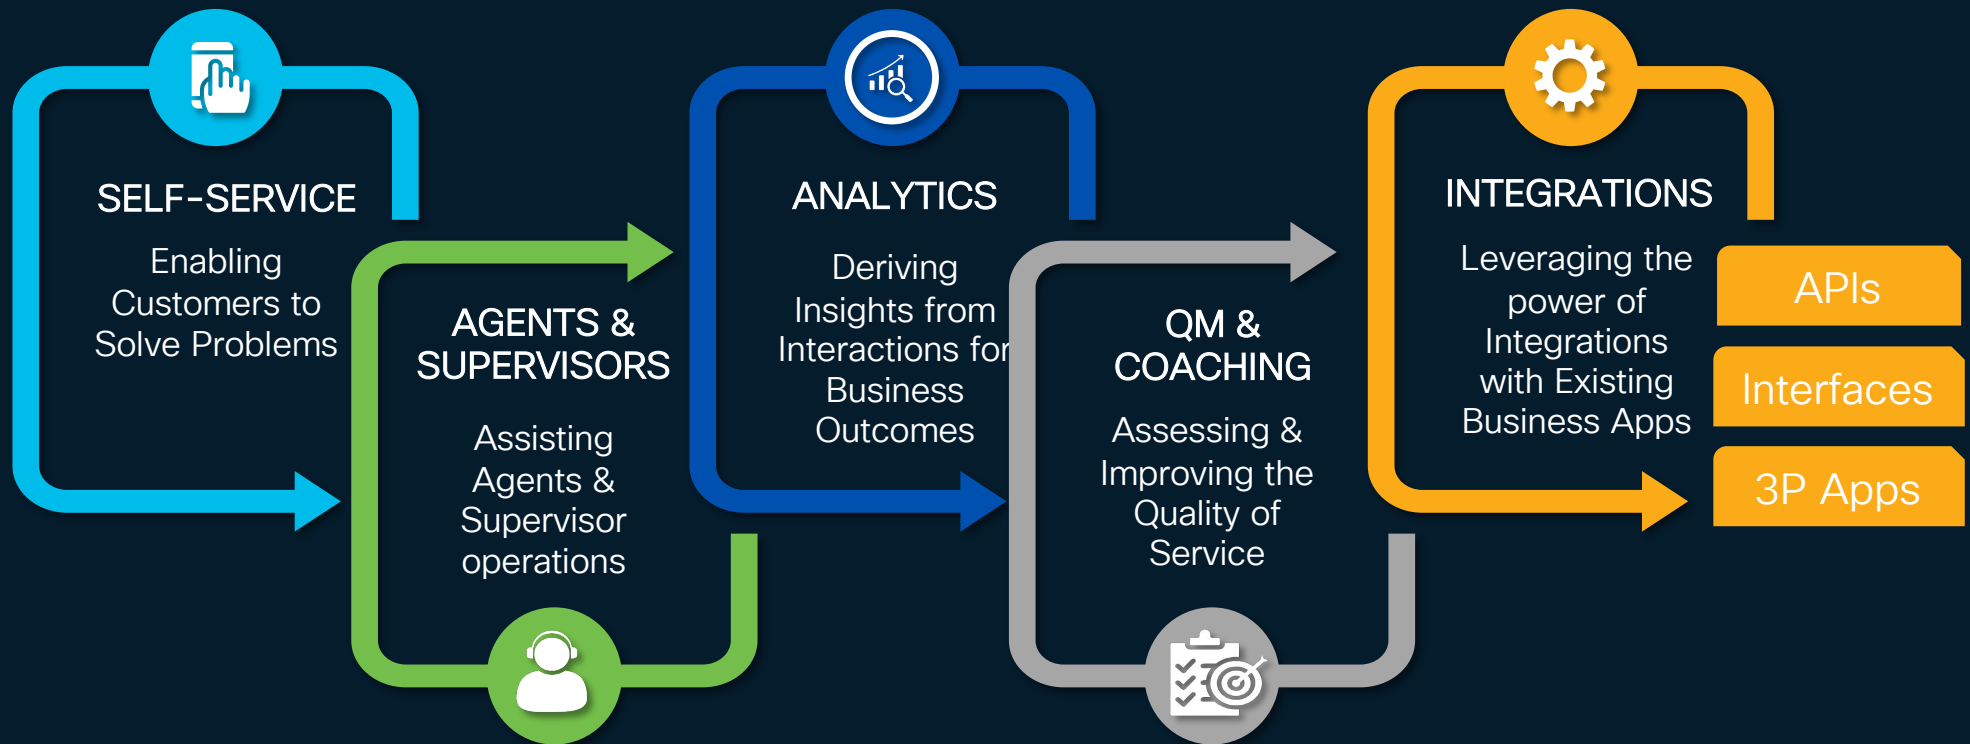 SELF-SERVICE
Enabling
Customers to
Solve Problems
AGENTS &
SUPERVISORS
Assisting
Agents &
Supervisor
operations
ANALYTICS
Deriving
Insights from
Interactions for
Business
Outcomes
QM &
COACHING
Assessing &
Improving the
Quality of
Service
INTEGRATIONS
Leveraging the
power of
Integrations
with Existing
Business Apps
APIs
Interfaces
3P Apps